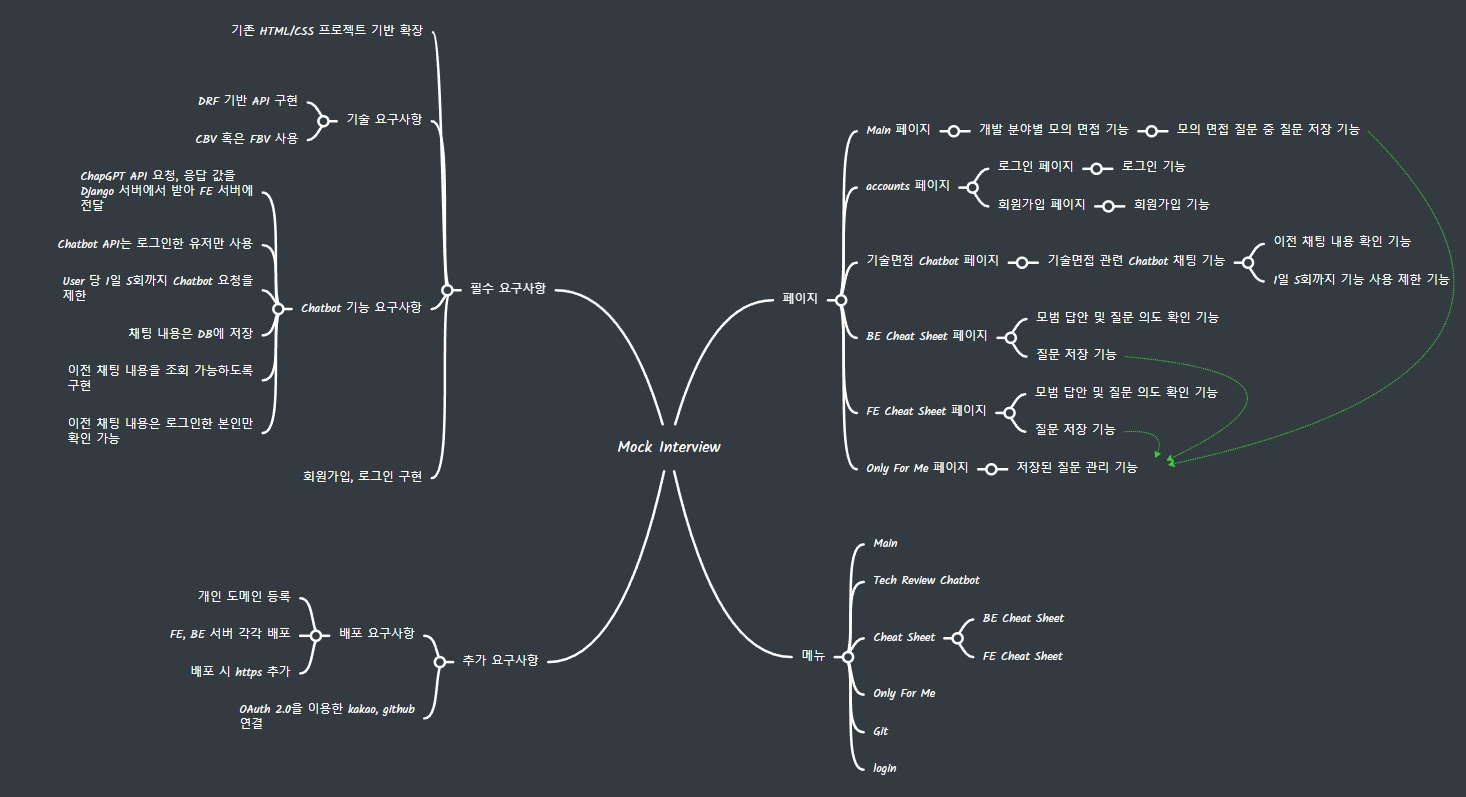 Mock Interview
필수 요구사항
기존 HTML/CSS 프로젝트 기반 확장
기술 요구사항
DRF 기반 API 구현
CBV 혹은 FBV 사용
Chatbot 기능 요구사항
ChapGPT API 요청, 응답 값을
Django 서버에서 받아 FE 서버에
전달
Chatbot API는 로그인한 유저만 사용
User 당 1일 5회까지 Chatbot 요청을
제한
채팅 내용은 DB에 저장
이전 채팅 내용을 조회 가능하도록
구현
이전 채팅 내용은 로그인한 본인만
확인 가능
회원가입, 로그인 구현
추가 요구사항
배포 요구사항
개인 도메인 등록
FE, BE 서버 각각 배포
배포 시 https 추가
OAuth 2.0을 이용한 kakao, github
연결
페이지
Main 페이지
개발 분야별 모의 면접 기능
모의 면접 질문 중 질문 저장 기능
accounts 페이지
로그인 페이지
로그인 기능
회원가입 페이지
회원가입 기능
기술면접 Chatbot 페이지
기술면접 관련 Chatbot 채팅 기능
이전 채팅 내용 확인 기능
1일 5회까지 기능 사용 제한 기능
BE Cheat Sheet 페이지
모범 답안 및 질문 의도 확인 기능
질문 저장 기능
FE Cheat Sheet 페이지
모범 답안 및 질문 의도 확인 기능
질문 저장 기능
Only For Me 페이지
저장된 질문 관리 기능
메뉴
Main
Tech Review Chatbot
Cheat Sheet
BE Cheat Sheet
FE Cheat Sheet
Only For Me
Git
login